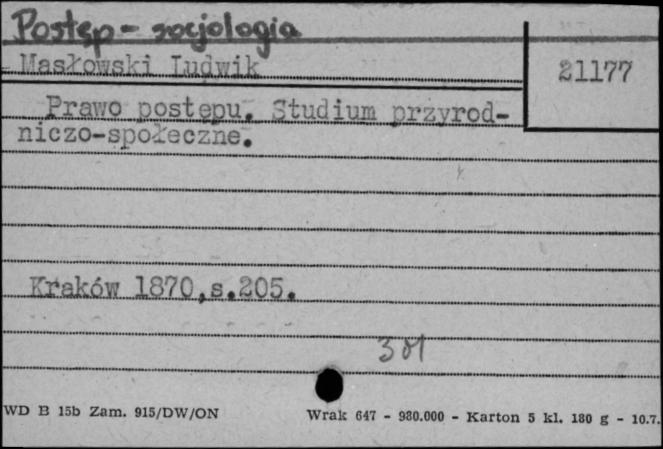 Postęp - socjologia
Masłowski Ludwik
21177
Prawo postępu. Studium przyrod-
niczo-społeczne.
Kraków 1870,s.205.
WD B 15b Zam. 915/DW/ON
Wrak 647 - 980.000 - Karton 5 kl. 180 g - 10.7.